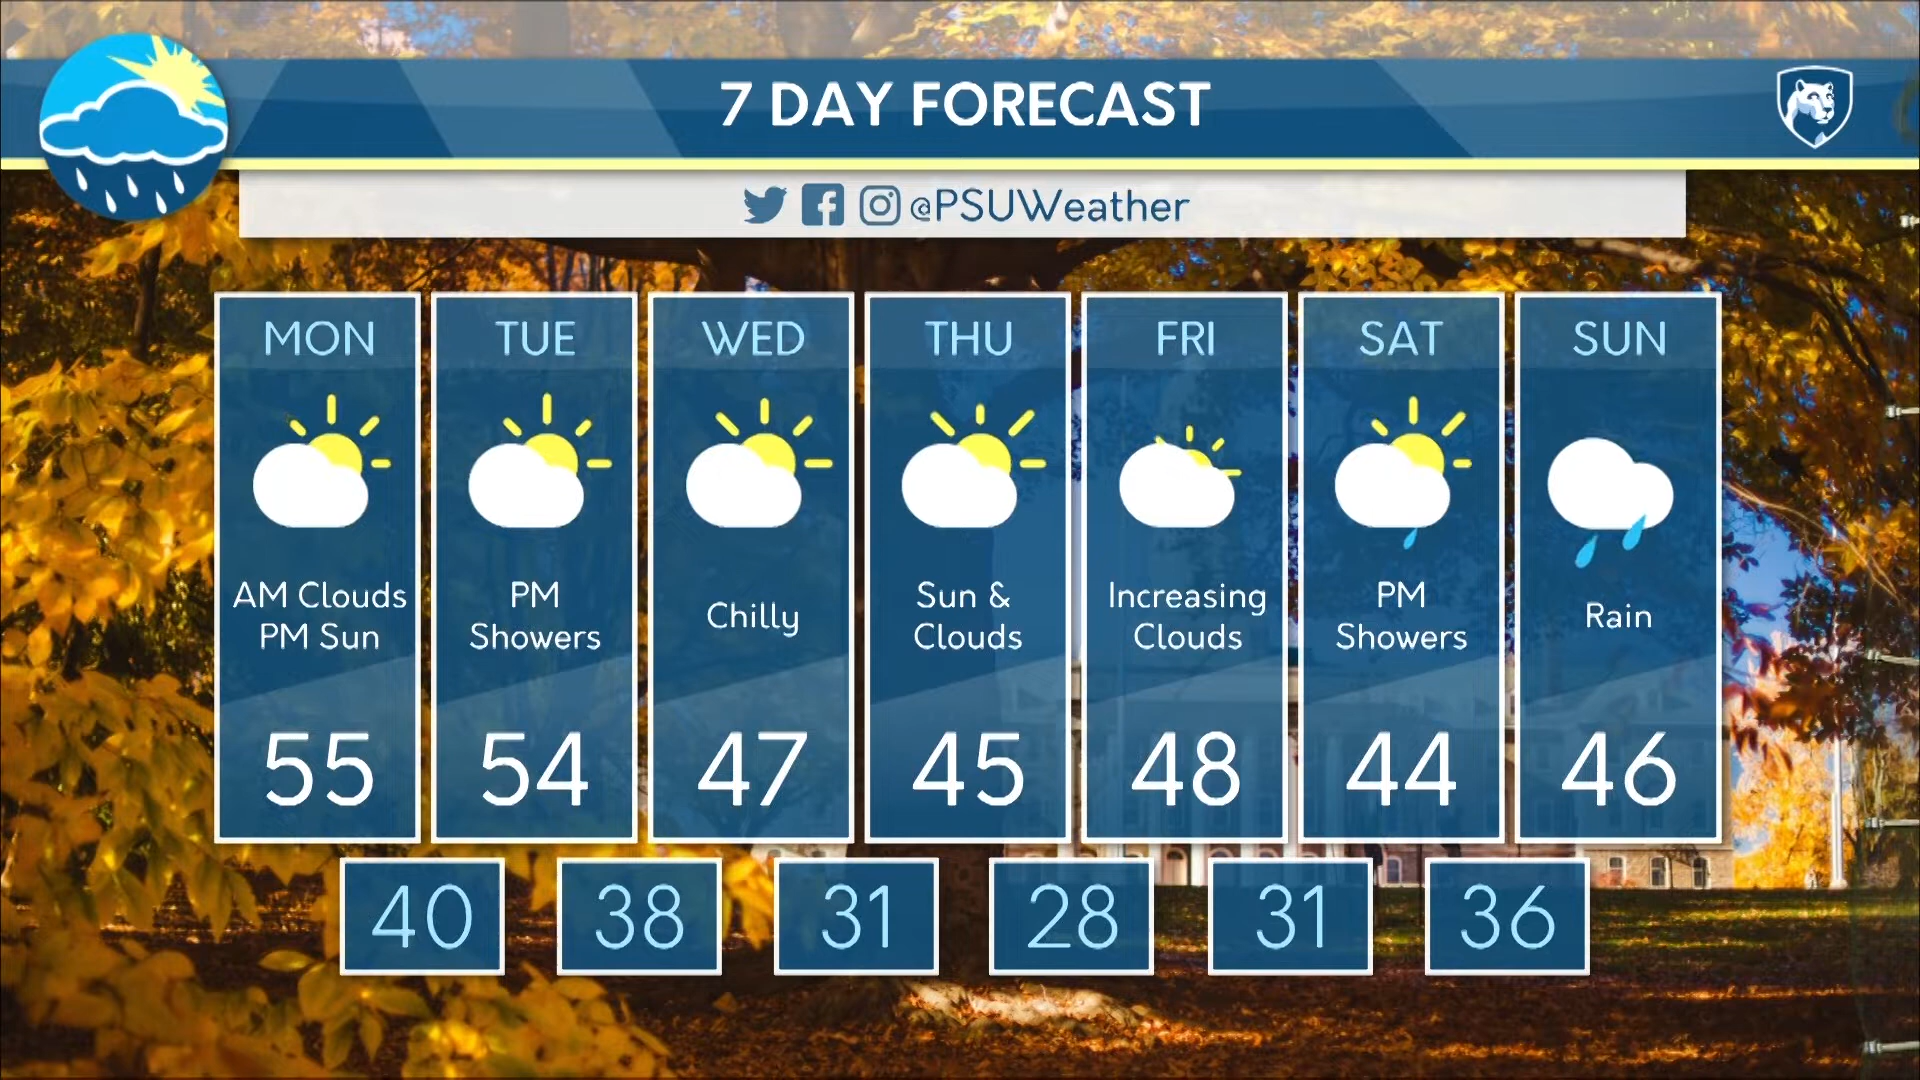 7 DAY FORECAST
@PSUWeather
MON
TUE
WED
THU
FRI
SAT
SUN
AM Clouds
PM Sun
PM
Showers
Chilly
Sun &
Clouds
Increasing
Clouds
PM
Showers
Rain
55
54
47
45
48
44
46
40
38
31
28
31
36